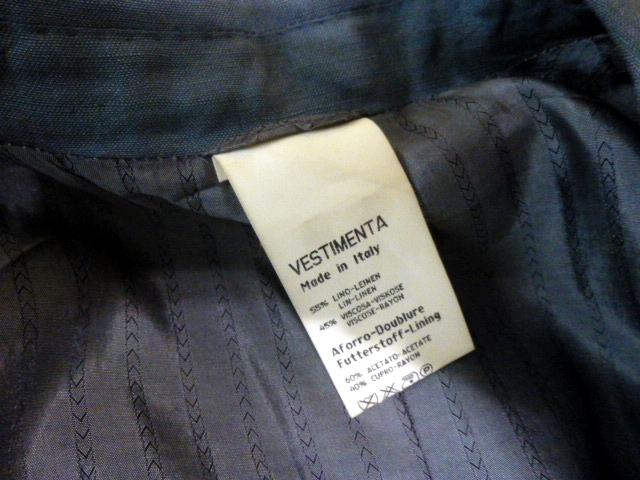 VESTIMENTA
Made in Italy
55% LINO-LEINEN
LIN-LINEN
45% VISCOSA-VISKOSE
VISCOSE-RAYON
Aforro-Doublure
Futterstoff-Lining
60% ACETATO-ACETATE
40% CUPRO-RAYON
P